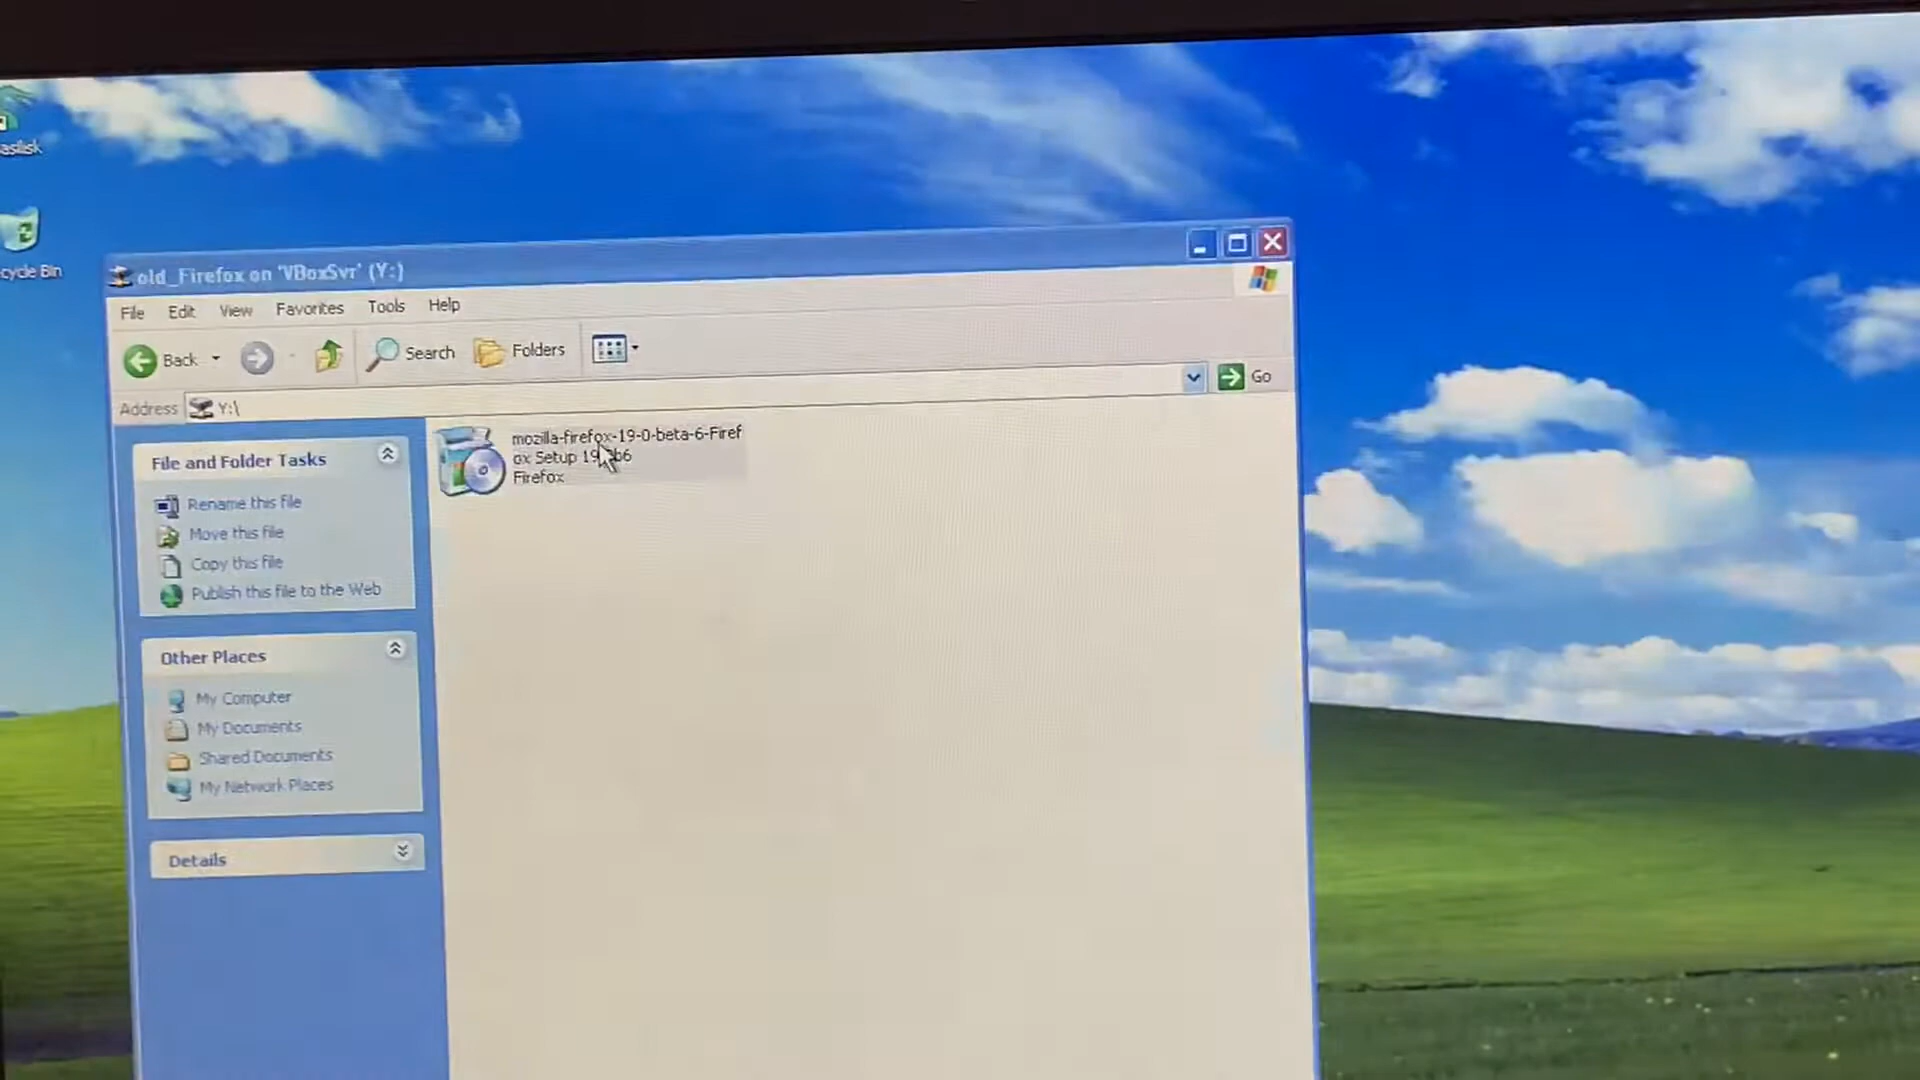 asilisk
cycle Bin
old_Firefox on 'VBoxSvr' (Y:)
File Edit View Favorites Tools Help
Back Search Folders
Address Y:\ Go
mozilla-firefox-19-0-beta-6-Firef
ox Setup 19 b6
Firefox
File and Folder Tasks
Rename this file
Move this file
Copy this file
Publish this file to the Web
Other Places
My Computer
My Documents
Shared Documents
My Network Places
Details